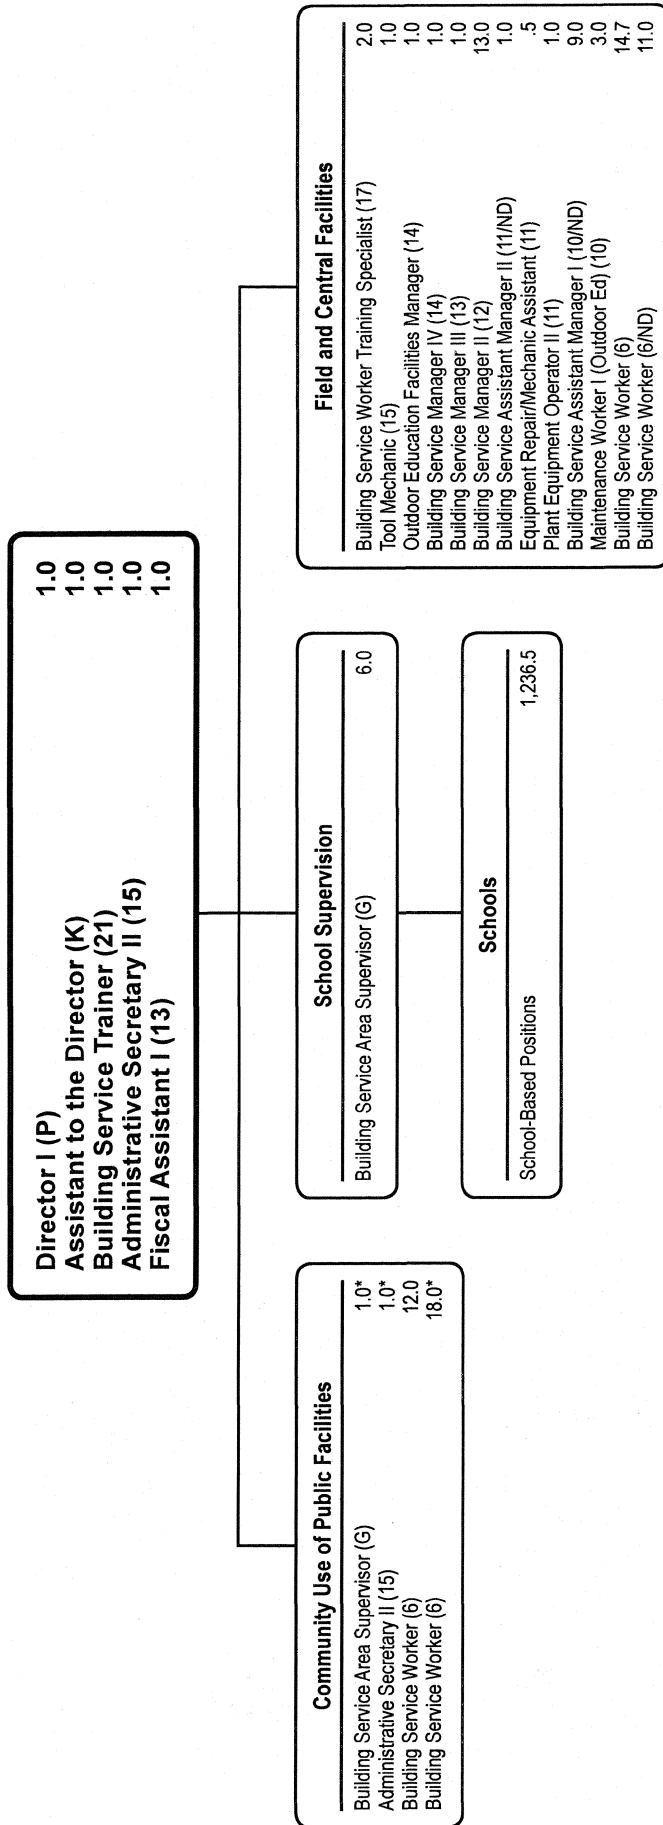 Director I (P) 1.0
Assistant to the Director (K) 1.0
Building Service Trainer (21) 1.0
Administrative Secretary II (15) 1.0
Fiscal Assistant I (13) 1.0
Community Use of Public Facilities
Building Service Area Supervisor (G) 1.0*
Administrative Secretary II (15) 1.0*
Building Service Worker (6) 12.0
Building Service Worker (6) 18.0*
School Supervision
Building Service Area Supervisor (G) 6.0
Schools
School-Based Positions 1,236.5
Field and Central Facilities
Building Service Worker Training Specialist (17) 2.0
Tool Mechanic (15) 1.0
Outdoor Education Facilities Manager (14) 1.0
Building Service Manager IV (14) 1.0
Building Service Manager III (13) 1.0
Building Service Manager II (12) 13.0
Building Service Assistant Manager II (11/ND) 1.0
Equipment Repair/Mechanic Assistant (11) .5
Plant Equipment Operator II (11) 1.0
Building Service Assistant Manager I (10/ND) 9.0
Maintenance Worker I (Outdoor Ed) (10) 3.0
Building Service Worker (6) 14.7
Building Service Worker (6/ND) 11.0